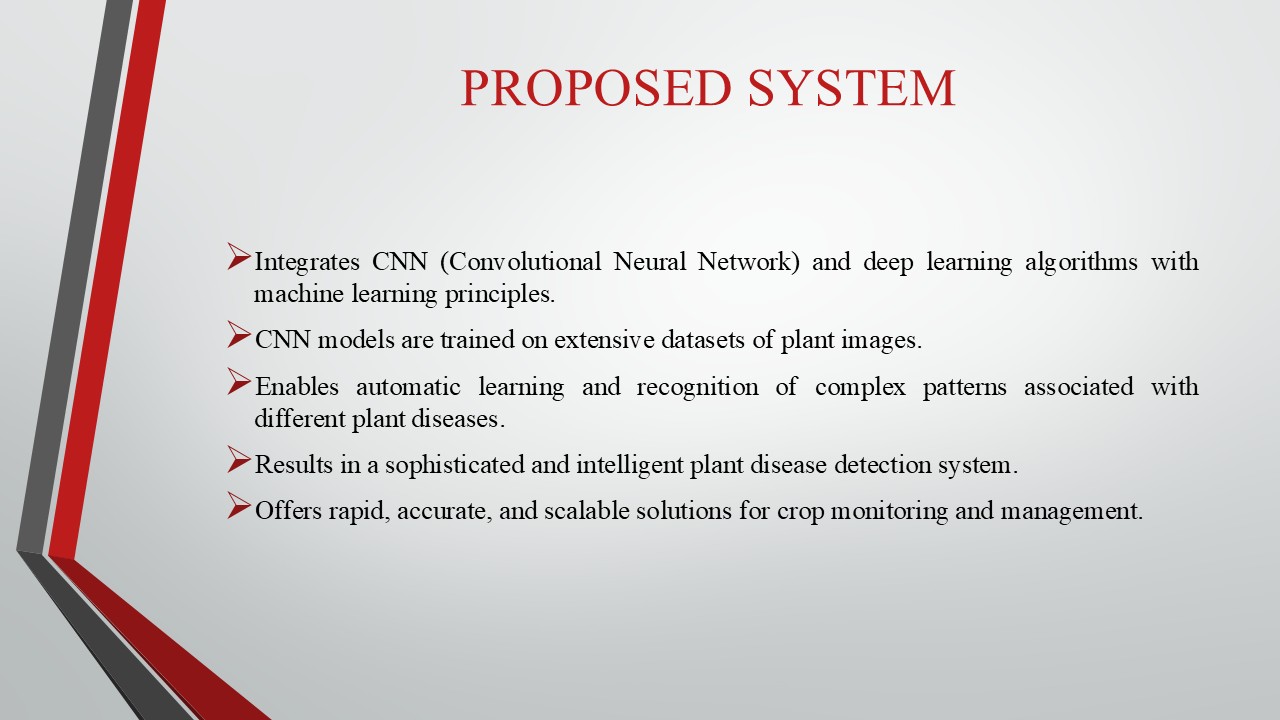 PROPOSED SYSTEM
Integrates CNN (Convolutional Neural Network) and deep learning algorithms with
machine learning principles.
CNN models are trained on extensive datasets of plant images.
Enables automatic learning and recognition of complex patterns associated with
different plant diseases.
Results in a sophisticated and intelligent plant disease detection system.
Offers rapid, accurate, and scalable solutions for crop monitoring and management.